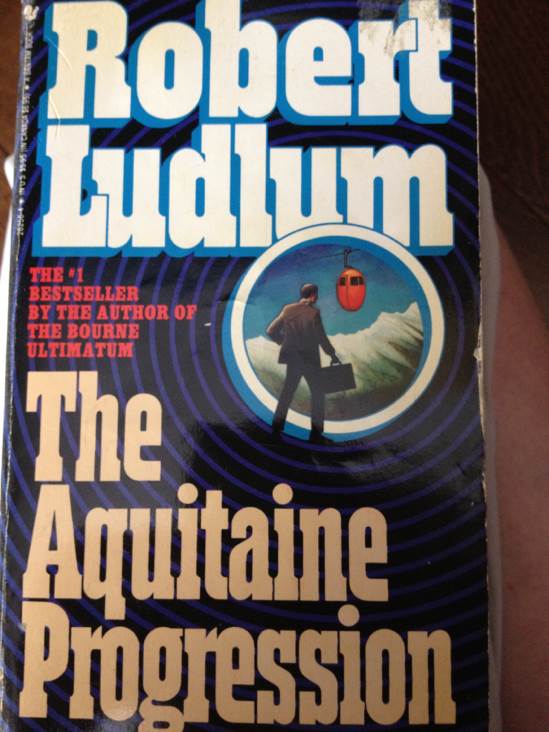 Robert
Ludlum
THE #1
BESTSELLER
BY THE AUTHOR OF
THE BOURNE
ULTIMATUM
The
Aquitaine
Progression